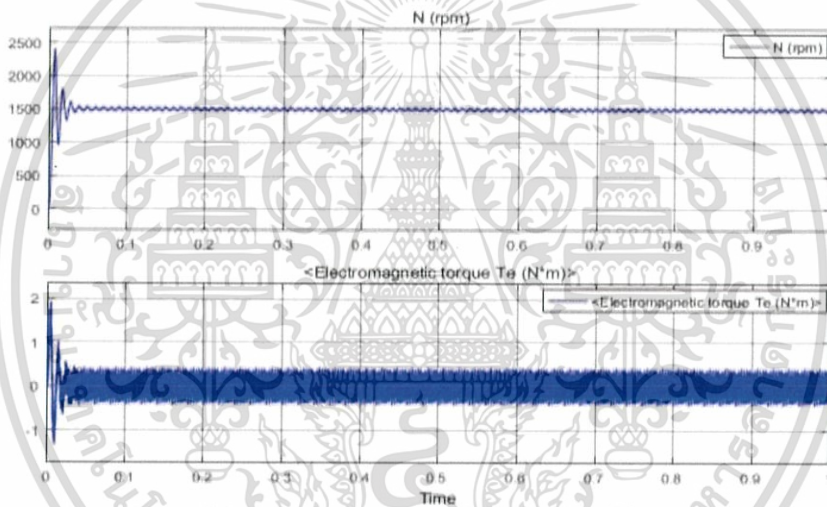 N (rpm)
N (rpm)
2500
2000
1500
1000
500
0
0 0.1 0.2 0.3 0.4 0.5 0.6 0.7 0.8 0.9
<Electromagnetic torque Te (N*m)>
<Electromagnetic torque Te (N*m)>
2
1
0
-1
0 0.1 0.2 0.3 0.4 0.5 0.6 0.7 0.8 0.9
Time